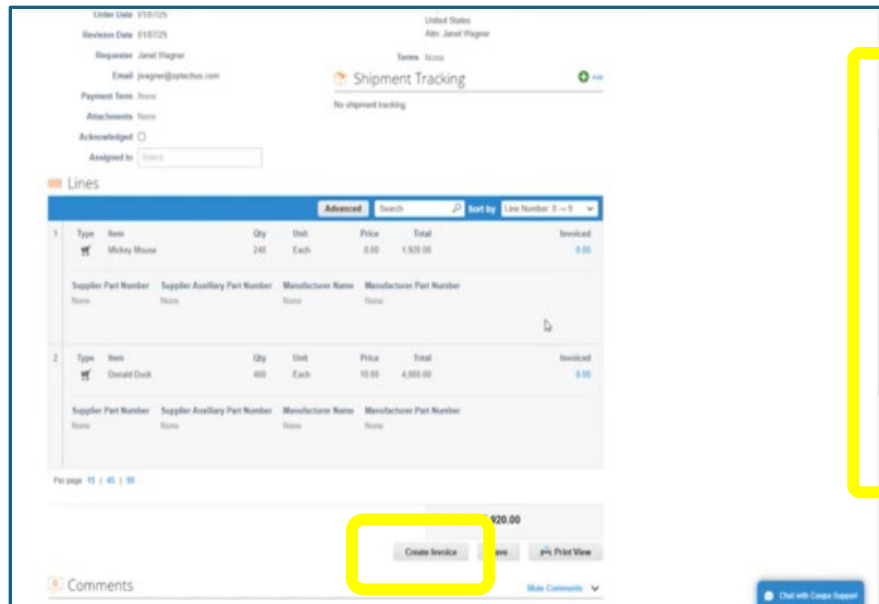 Order Date 01/07/25
Revision Date 01/07/25
Requester Janet Wagner
Email jwagner@optechus.com
Payment Term None
Attachments None
Acknowledged
Assigned to Select
United States
Attn: Janet Wagner
Terms None
Shipment Tracking
Add
No shipment tracking.
Lines
Advanced Search Sort by Line Number: 0 → 9
1 Type Item Qty Unit Price Total Invoiced
Mickey Mouse 240 Each 8.00 1,920.00 0.00
Supplier Part Number Supplier Auxiliary Part Number Manufacturer Name Manufacturer Part Number
None None None None
2 Type Item Qty Unit Price Total Invoiced
Donald Duck 400 Each 10.00 4,000.00 0.00
Supplier Part Number Supplier Auxiliary Part Number Manufacturer Name Manufacturer Part Number
None None None None
Per page 15 | 45 | 90
920.00
Create Invoice Print View
0 Comments Mute Comments
Chat with Coupa Support